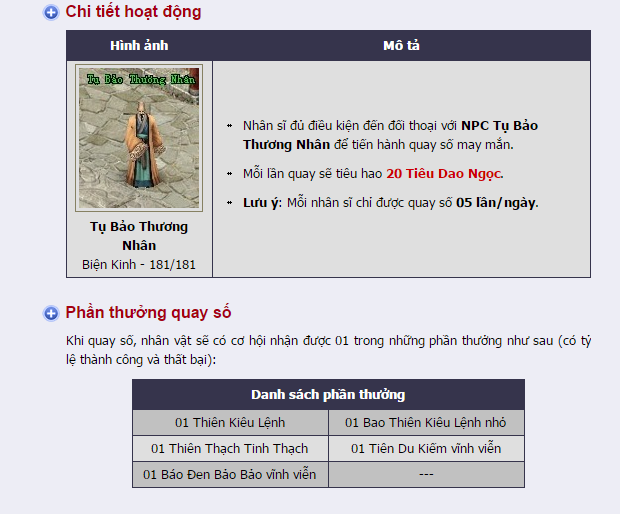 Chi tiết hoạt động
Hình ảnh
Mô tả
Tụ Bảo Thương Nhân
Tụ Bảo Thương
Nhân
Biện Kinh - 181/181
Nhân sĩ đủ điều kiện đến đối thoại với NPC Tụ Bảo
Thương Nhân để tiến hành quay số may mắn.
Mỗi lần quay sẽ tiêu hao 20 Tiêu Dao Ngọc.
Lưu ý: Mỗi nhân sĩ chỉ được quay số 05 lần/ngày.
Phần thưởng quay số
Khi quay số, nhân vật sẽ có cơ hội nhận được 01 trong những phần thưởng như sau (có tỷ
lệ thành công và thất bại):
Danh sách phần thưởng
01 Thiên Kiêu Lệnh
01 Bao Thiên Kiêu Lệnh nhỏ
01 Thiên Thạch Tinh Thạch
01 Tiên Du Kiếm vĩnh viễn
01 Báo Đen Bảo Bảo vĩnh viễn
---